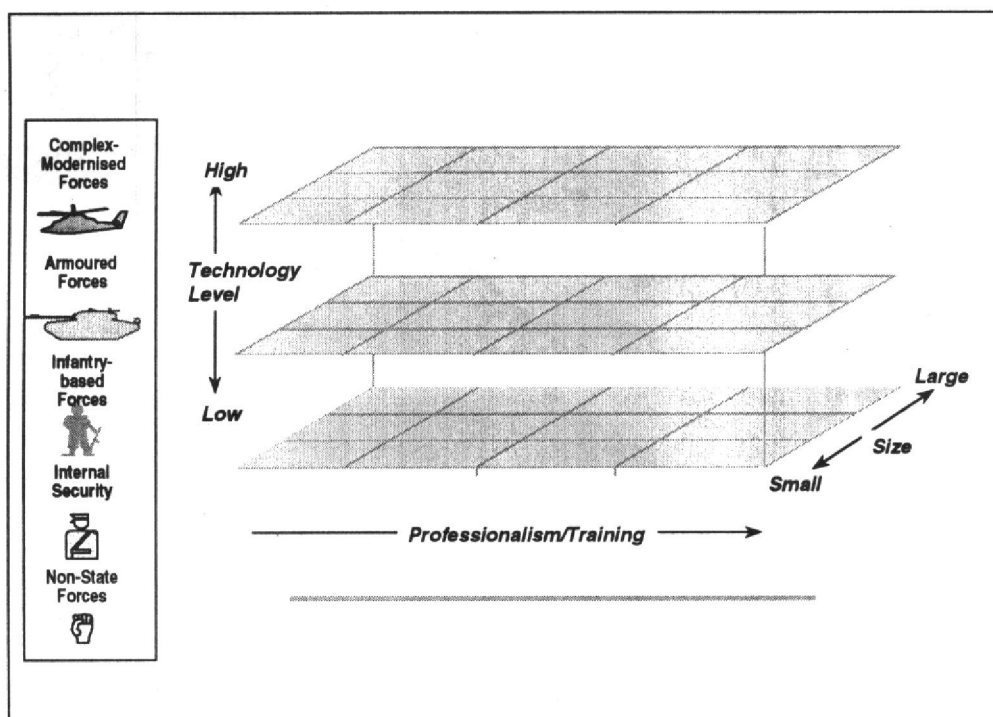 Complex-
Modernised
Forces
Armoured
Forces
Infantry-
based
Forces
Internal
Security
Non-State
Forces
High
Technology
Level
Low
Large
Size
Small
Professionalism/Training